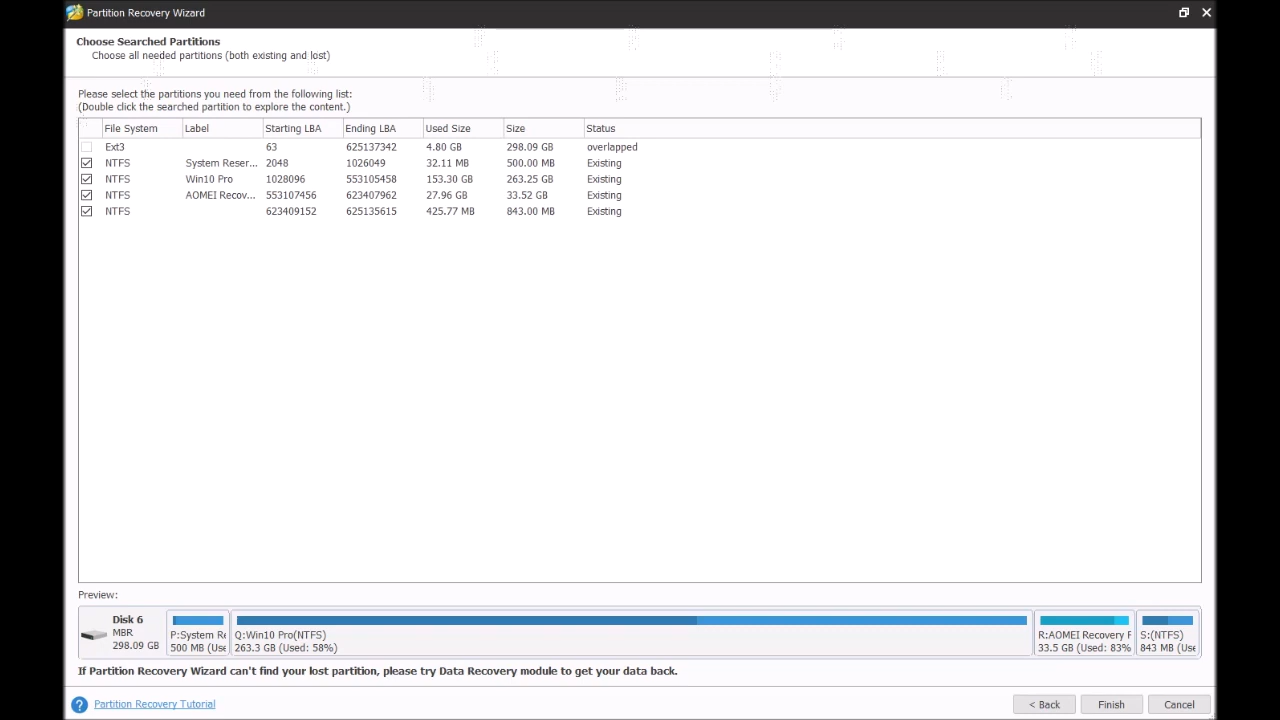 Partition Recovery Wizard
Choose Searched Partitions
Choose all needed partitions (both existing and lost)
Please select the partitions you need from the following list:
(Double click the searched partition to explore the content.)
File System Label Starting LBA Ending LBA Used Size Size Status
Ext3 63 625137342 4.80 GB 298.09 GB overlapped
NTFS System Reser... 2048 1026049 32.11 MB 500.00 MB Existing
NTFS Win10 Pro 1028096 553105458 153.30 GB 263.25 GB Existing
NTFS AOMEI Recov... 553107456 623407962 27.96 GB 33.52 GB Existing
NTFS 623409152 625135615 425.77 MB 843.00 MB Existing
Preview:
Disk 6
MBR
298.09 GB
P:System Re
500 MB (Use
Q:Win10 Pro(NTFS)
263.3 GB (Used: 58%)
R:AOMEI Recovery P
33.5 GB (Used: 83%)
S:(NTFS)
843 MB (Use
If Partition Recovery Wizard can't find your lost partition, please try Data Recovery module to get your data back.
? Partition Recovery Tutorial
< Back Finish Cancel